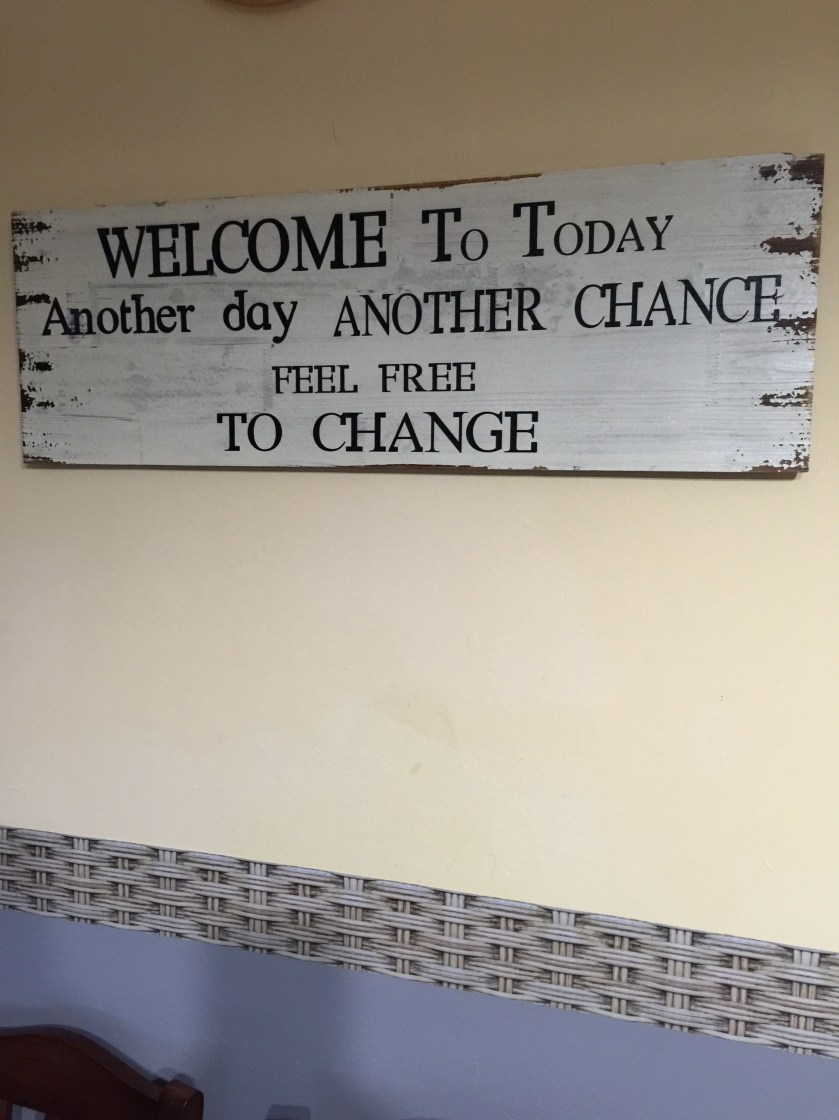 WELCOME To TODAY
Another day ANOTHER CHANCE
FEEL FREE
TO CHANGE